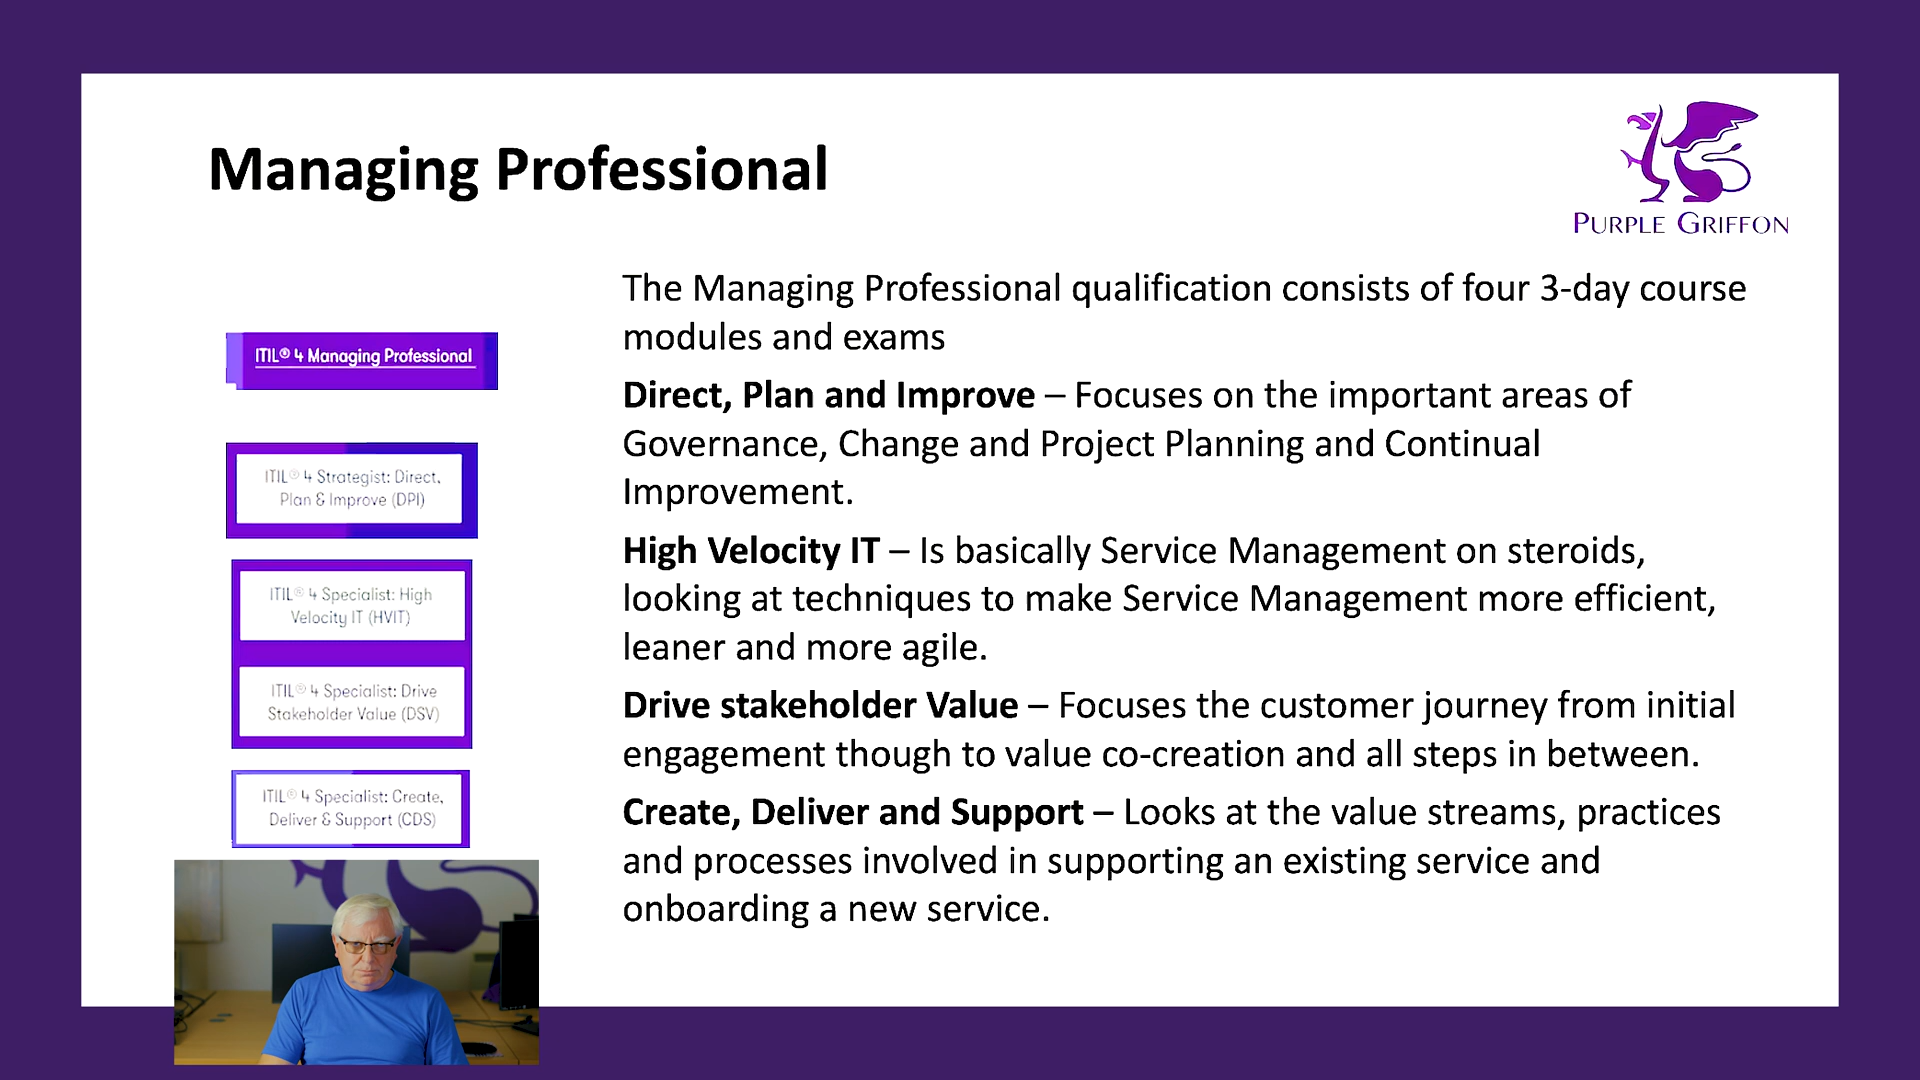 Managing Professional
PURPLE GRIFFON
ITIL® 4 Managing Professional
ITIL® 4 Strategist: Direct,
Plan & Improve (DPI)
ITIL® 4 Specialist: High
Velocity IT (HVIT)
ITIL® 4 Specialist: Drive
Stakeholder Value (DSV)
ITIL® 4 Specialist: Create,
Deliver & Support (CDS)
The Managing Professional qualification consists of four 3-day course
modules and exams
Direct, Plan and Improve – Focuses on the important areas of
Governance, Change and Project Planning and Continual
Improvement.
High Velocity IT – Is basically Service Management on steroids,
looking at techniques to make Service Management more efficient,
leaner and more agile.
Drive stakeholder Value – Focuses the customer journey from initial
engagement though to value co-creation and all steps in between.
Create, Deliver and Support – Looks at the value streams, practices
and processes involved in supporting an existing service and
onboarding a new service.